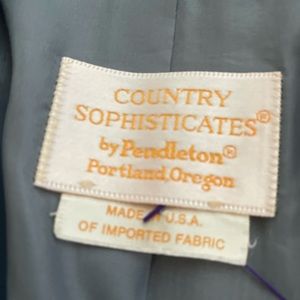 COUNTRY
SOPHISTICATES®
by Pendleton®
Portland, Oregon
MADE IN U.S.A.
OF IMPORTED FABRIC